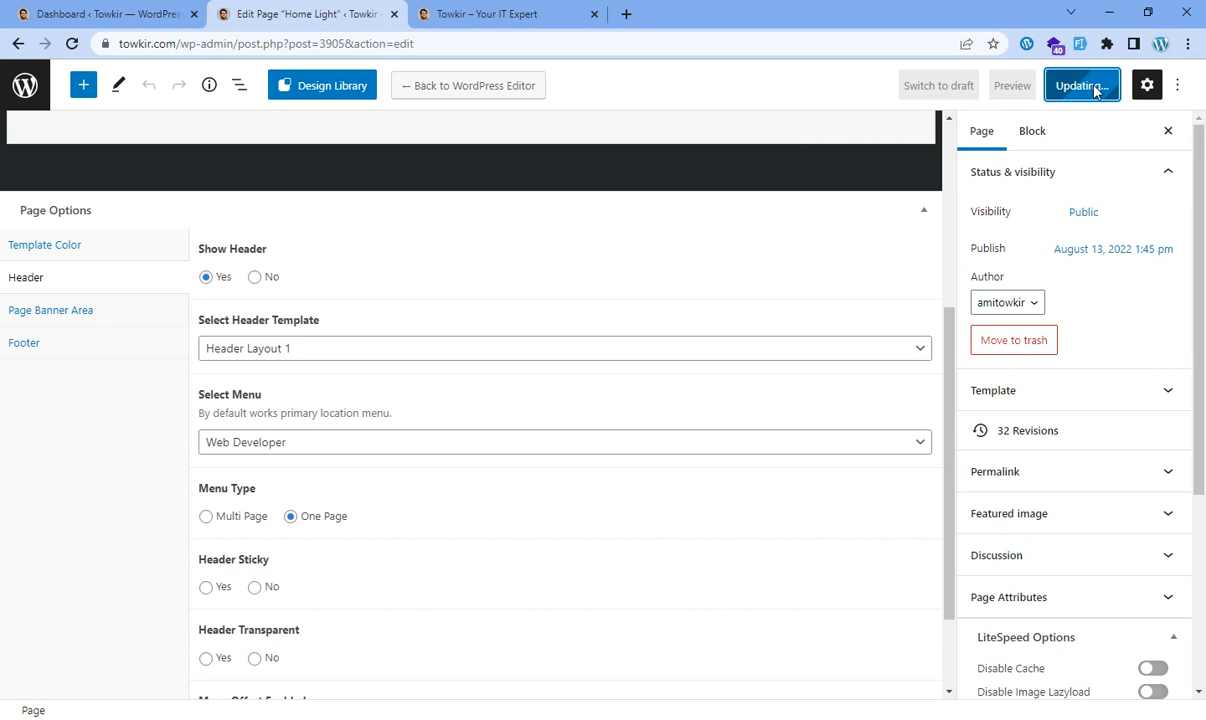 Dashboard ‹ Towkir — WordPres
Edit Page "Home Light" ‹ Towkir -
Towkir – Your IT Expert
towkir.com/wp-admin/post.php?post=3905&action=edit
40
Design Library
← Back to WordPress Editor
Switch to draft
Preview
Updating...
Page
Block
Status & visibility
Visibility
Public
Publish
August 13, 2022 1:45 pm
Author
amitowkir
Move to trash
Template
32 Revisions
Permalink
Featured image
Discussion
Page Attributes
LiteSpeed Options
Disable Cache
Disable Image Lazyload
Page Options
Template Color
Header
Page Banner Area
Footer
Show Header
Yes
No
Select Header Template
Header Layout 1
Select Menu
By default works primary location menu.
Web Developer
Menu Type
Multi Page
One Page
Header Sticky
Yes
No
Header Transparent
Yes
No
Page